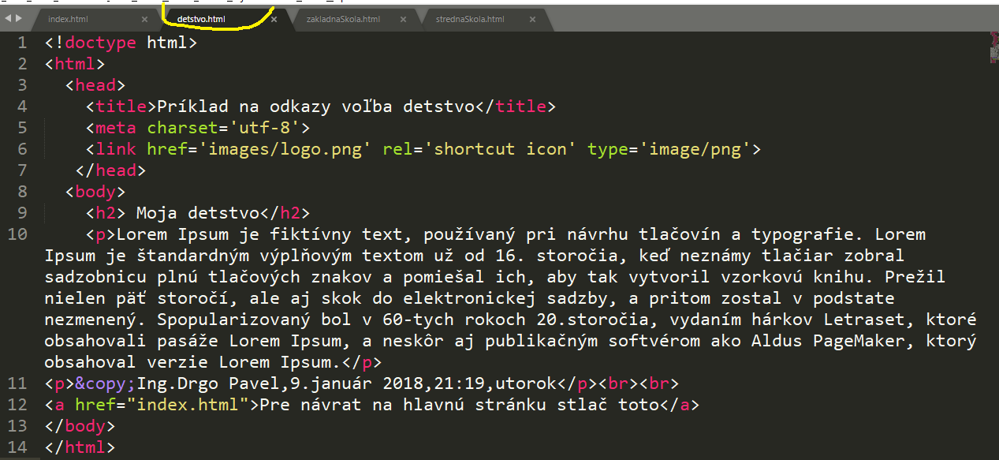 index.html × detstvo.html × zakladnaSkola.html × strednaSkola.html ×
1 <!doctype html>
2 <html>
3 <head>
4 <title>Príklad na odkazy voľba detstvo</title>
5 <meta charset='utf-8'>
6 <link href='images/logo.png' rel='shortcut icon' type='image/png'>
7 </head>
8 <body>
9 <h2> Moja detstvo</h2>
10 <p>Lorem Ipsum je fiktívny text, používaný pri návrhu tlačovín a typografie. Lorem
Ipsum je štandardným výplňovým textom už od 16. storočia, keď neznámy tlačiar zobral
sadzobnicu plnú tlačových znakov a pomiešal ich, aby tak vytvoril vzorkovú knihu. Prežil
nielen päť storočí, ale aj skok do elektronickej sadzby, a pritom zostal v podstate
nezmenený. Spopularizovaný bol v 60-tych rokoch 20.storočia, vydaním hárkov Letraset, ktoré
obsahovali pasáže Lorem Ipsum, a neskôr aj publikačným softvérom ako Aldus PageMaker, ktorý
obsahoval verzie Lorem Ipsum.</p>
11 <p>&copy;Ing.Drgo Pavel,9.január 2018,21:19,utorok</p><br><br>
12 <a href="index.html">Pre návrat na hlavnú stránku stlač toto</a>
13 </body>
14 </html>